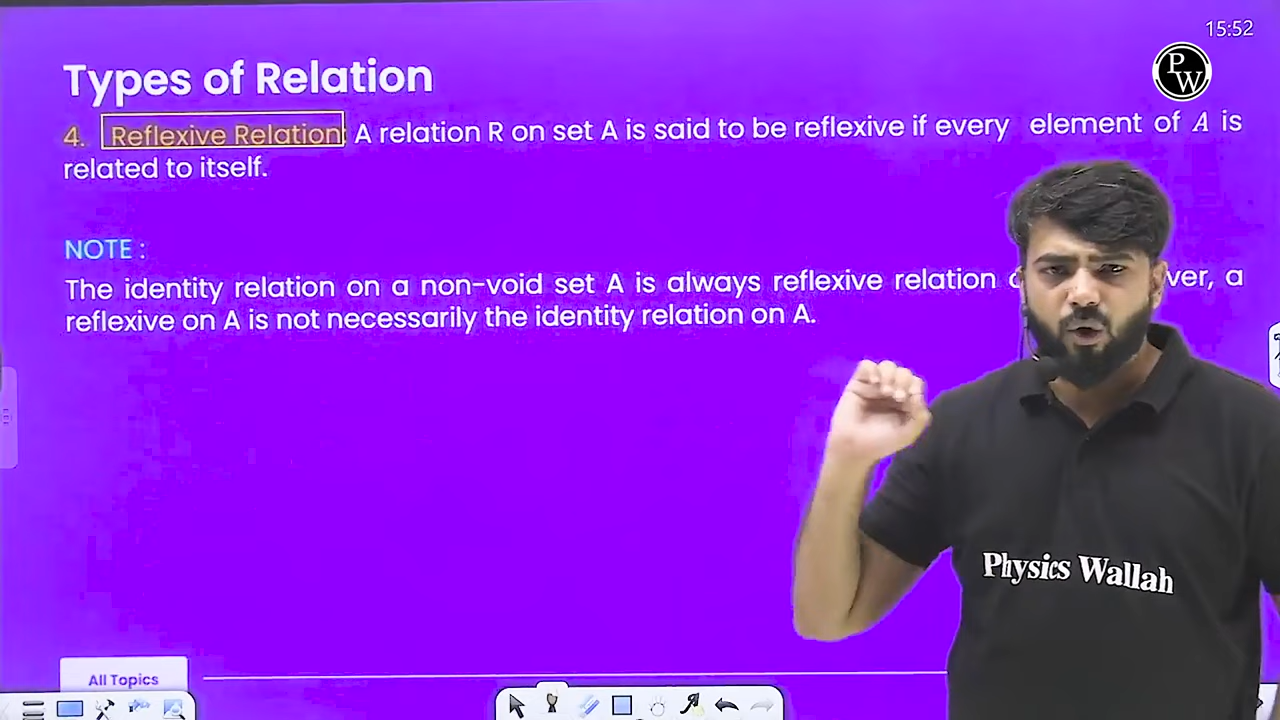 15:52
P
W
Types of Relation
4. Reflexive Relation: A relation R on set A is said to be reflexive if every element of A is
related to itself.
NOTE :
The identity relation on a non-void set A is always reflexive relation a
reflexive on A is not necessarily the identity relation on A.
Physics Wallah
All Topics